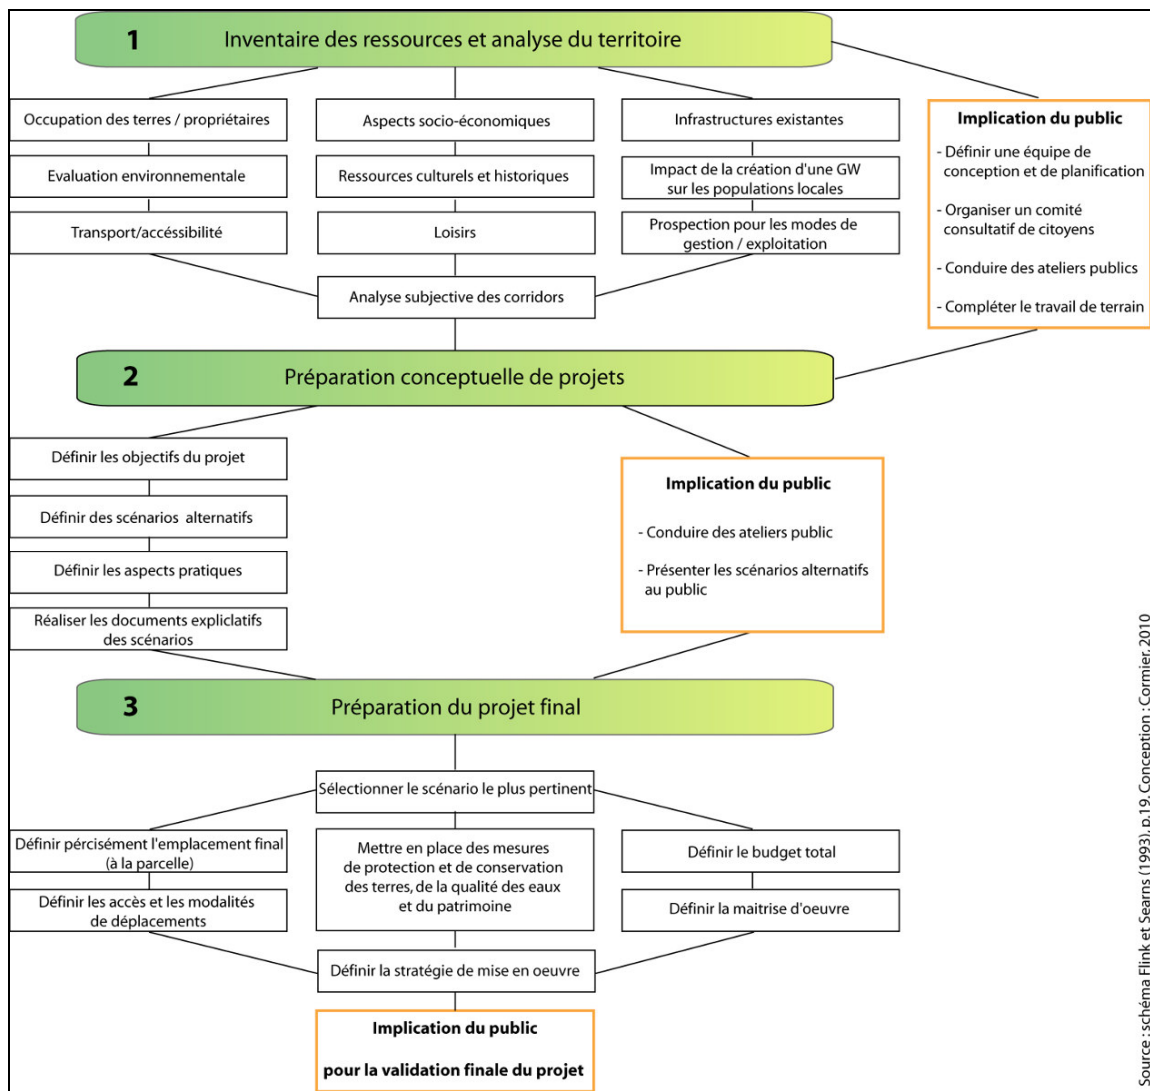 1 Inventaire des ressources et analyse du territoire
Occupation des terres / propriétaires
Evaluation environnementale
Transport/accéssibilité
Aspects socio-économiques
Ressources culturels et historiques
Loisirs
Infrastructures existantes
Impact de la création d'une GW
sur les populations locales
Prospection pour les modes de
gestion / exploitation
Analyse subjective des corridors
Implication du public
- Définir une équipe de
conception et de planification
- Organiser un comité
consultatif de citoyens
- Conduire des ateliers publics
- Compléter le travail de terrain
2 Préparation conceptuelle de projets
Définir les objectifs du projet
Définir des scénarios alternatifs
Définir les aspects pratiques
Réaliser les documents expliclatifs
des scénarios
Implication du public
- Conduire des ateliers public
- Présenter les scénarios alternatifs
au public
3 Préparation du projet final
Sélectionner le scénario le plus pertinent
Définir pércisément l'emplacement final
(à la parcelle)
Définir les accès et les modalités
de déplacements
Mettre en place des mesures
de protection et de conservation
des terres, de la qualité des eaux
et du patrimoine
Définir le budget total
Définir la maitrise d'oeuvre
Définir la stratégie de mise en oeuvre
Implication du public
pour la validation finale du projet
Source : schéma Flink et Searns (1993), p.19. Conception : Cormier, 2010